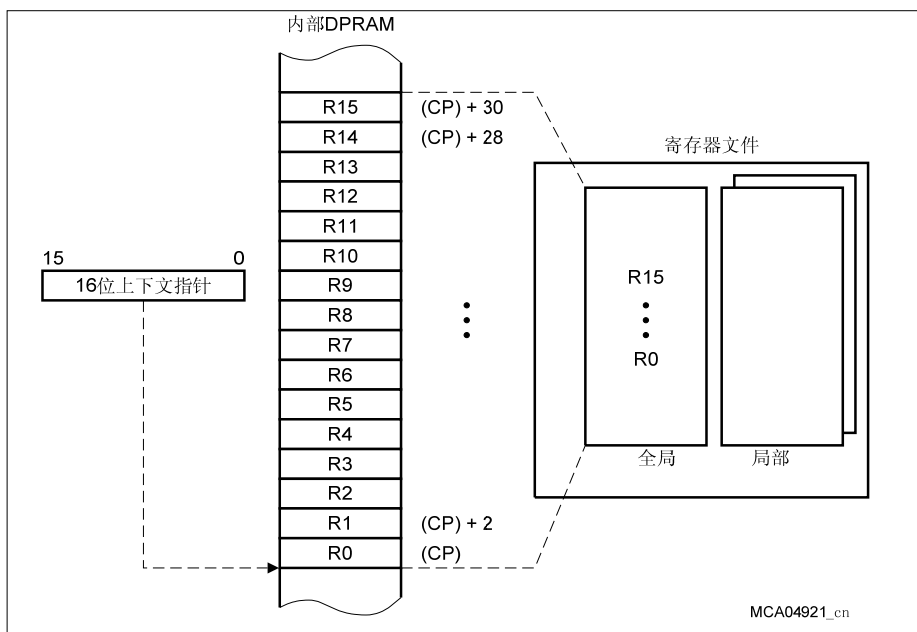 内部DPRAM
R15 (CP) + 30
R14 (CP) + 28
R13
R12
R11
R10
R9
R8
R7
R6
R5
R4
R3
R2
R1 (CP) + 2
R0 (CP)
15 0
16位上下文指针
寄存器文件
R15
R0
全局 局部
MCA04921_cn